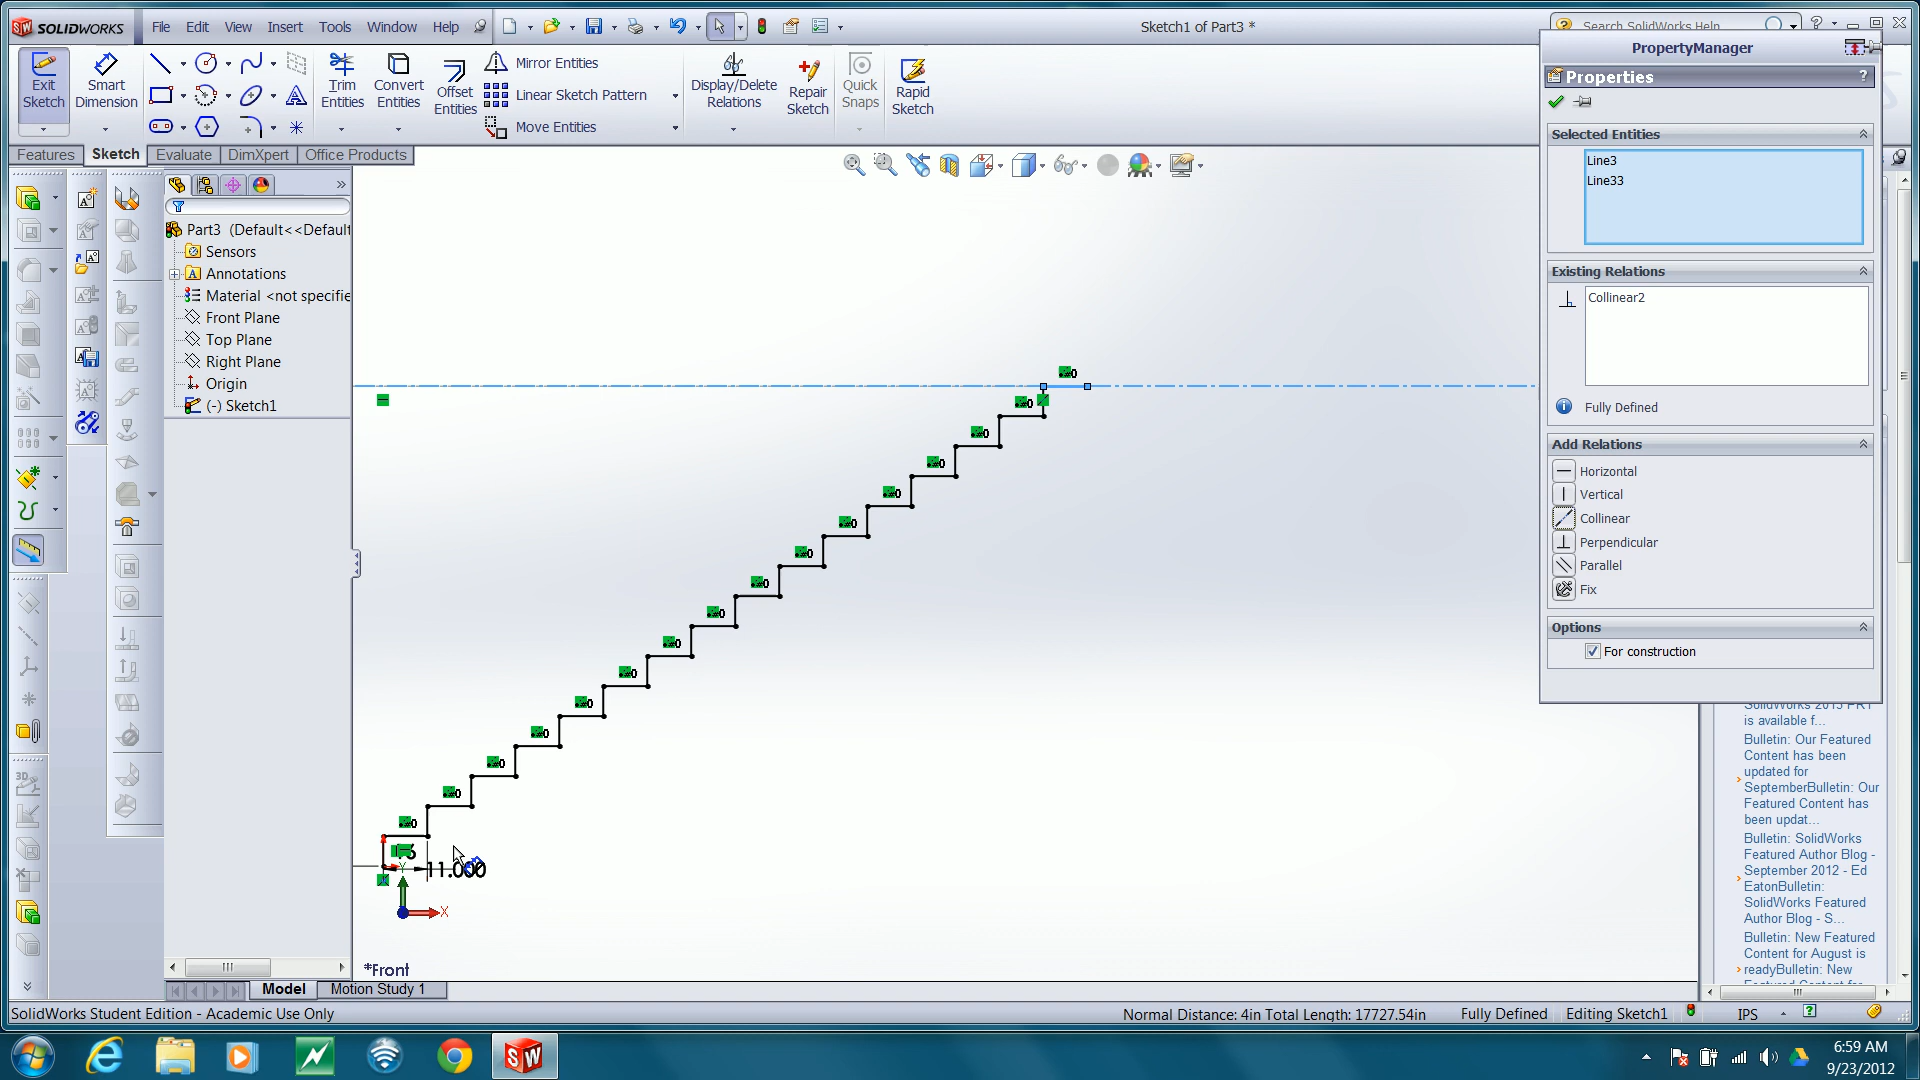 SOLIDWORKS File Edit View Insert Tools Window Help Sketch1 of Part3 * Search SolidWorks Help
Exit Sketch
Smart Dimension
Trim Entities
Convert Entities
Offset Entities
Mirror Entities
Linear Sketch Pattern
Move Entities
Display/Delete Relations
Repair Sketch
Quick Snaps
Rapid Sketch
Features Sketch Evaluate DimXpert Office Products
Part3 (Default<<Default
Sensors
Annotations
Material <not specifie
Front Plane
Top Plane
Right Plane
Origin
(-) Sketch1
11.000
X
*Front
PropertyManager
Properties ?
Selected Entities
Line3
Line33
Existing Relations
Collinear2
Fully Defined
Add Relations
Horizontal
Vertical
Collinear
Perpendicular
Parallel
Fix
Options
For construction
is available f...
Bulletin: Our Featured
Content has been
updated for
SeptemberBulletin: Our
Featured Content has
been updat...
Bulletin: SolidWorks
Featured Author Blog -
September 2012 - Ed
EatonBulletin:
SolidWorks Featured
Author Blog - S...
Bulletin: New Featured
Content for August is
readyBulletin: New
Model Motion Study 1
SolidWorks Student Edition - Academic Use Only Normal Distance: 4in Total Length: 17727.54in Fully Defined Editing Sketch1 IPS
6:59 AM
9/23/2012